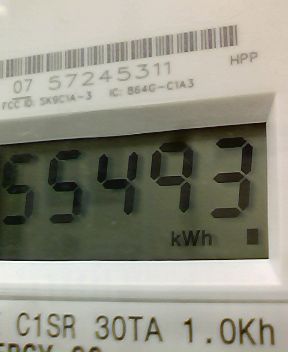 HPP
07 57245311
FCC ID: SK9C1A-3 IC: 864G-C1A3
55493
kWh
C1SR 30TA 1.0Kh